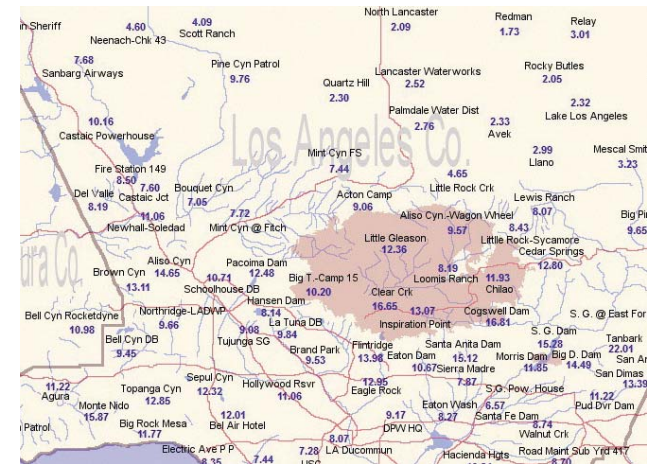 North Lancaster
2.09
Redman
1.73
Relay
3.01
Sheriff
4.60
Neenach-Chk 43
4.09
Scott Ranch
7.68
Sanbarg Airways
Pine Cyn Patrol
9.76
Quartz Hill
2.30
Lancaster Waterworks
2.52
Rocky Butles
2.05
10.16
Castaic Powerhouse
Los Angeles Co.
Palmdale Water Dist
2.76
2.33
Avek
2.32
Lake Los Angeles
Mint Cyn FS
7.44
2.99
Llano
Mescal Smit
3.23
Fire Station 149
8.50
7.60
Castaic Jct
Del Valle
8.19
Bouquet Cyn
7.05
Acton Camp
9.06
4.65
Little Rock Crk
Lewis Ranch
8.07
11.06
Newhall-Soledad
7.72
Mint Cyn @ Fitch
Aliso Cyn.-Wagon Wheel
9.57
8.43
Little Rock-Sycamore
Big Pi
9.65
Little Gleason
12.36
Cedar Springs
12.80
ura Co.
Aliso Cyn
14.65
Brown Cyn
13.11
10.71
Schoolhouse DB
Pacoima Dam
12.48
Big T.-Camp 15
10.20
8.19
Loomis Ranch
11.93
Chilao
Clear Crk
16.65
13.07
Inspiration Point
Cogswell Dam
16.81
Hansen Dam
8.14
Bell Cyn Rocketdyne
10.98
Northridge-LADWP
9.66
La Tuna DB
9.84
9.08
Tujunga SG
S. G. @ East For
S. G. Dam
15.28
Tanbark
22.01
Bell Cyn DB
9.45
Brand Park
9.53
Flintridge
13.98
Eaton Dam
10.67
Santa Anita Dam
15.12
Sierra Madre
7.87
Morris Dam
11.85
Big D. Dam
14.49
San An
San Dimas
13.39
11.22
Agura
Topanga Cyn
12.85
Sepul Cyn
12.32
Hollywood Rsvr
11.06
12.95
Eagle Rock
S.G. Pow. House
11.22
Pud Dvr Dam
Monte Nido
15.87
Big Rock Mesa
11.77
12.01
Bel Air Hotel
9.17
DPW HQ
Eaton Wash
8.27
6.57
Santa Fe Dam
8.74
Walnut Crk
Patrol
Electric Ave P P
8.35
7.44
7.28
USC
8.07
LA Ducommun
Hacienda Hgts
Road Maint Sub Yrd 417
8.70